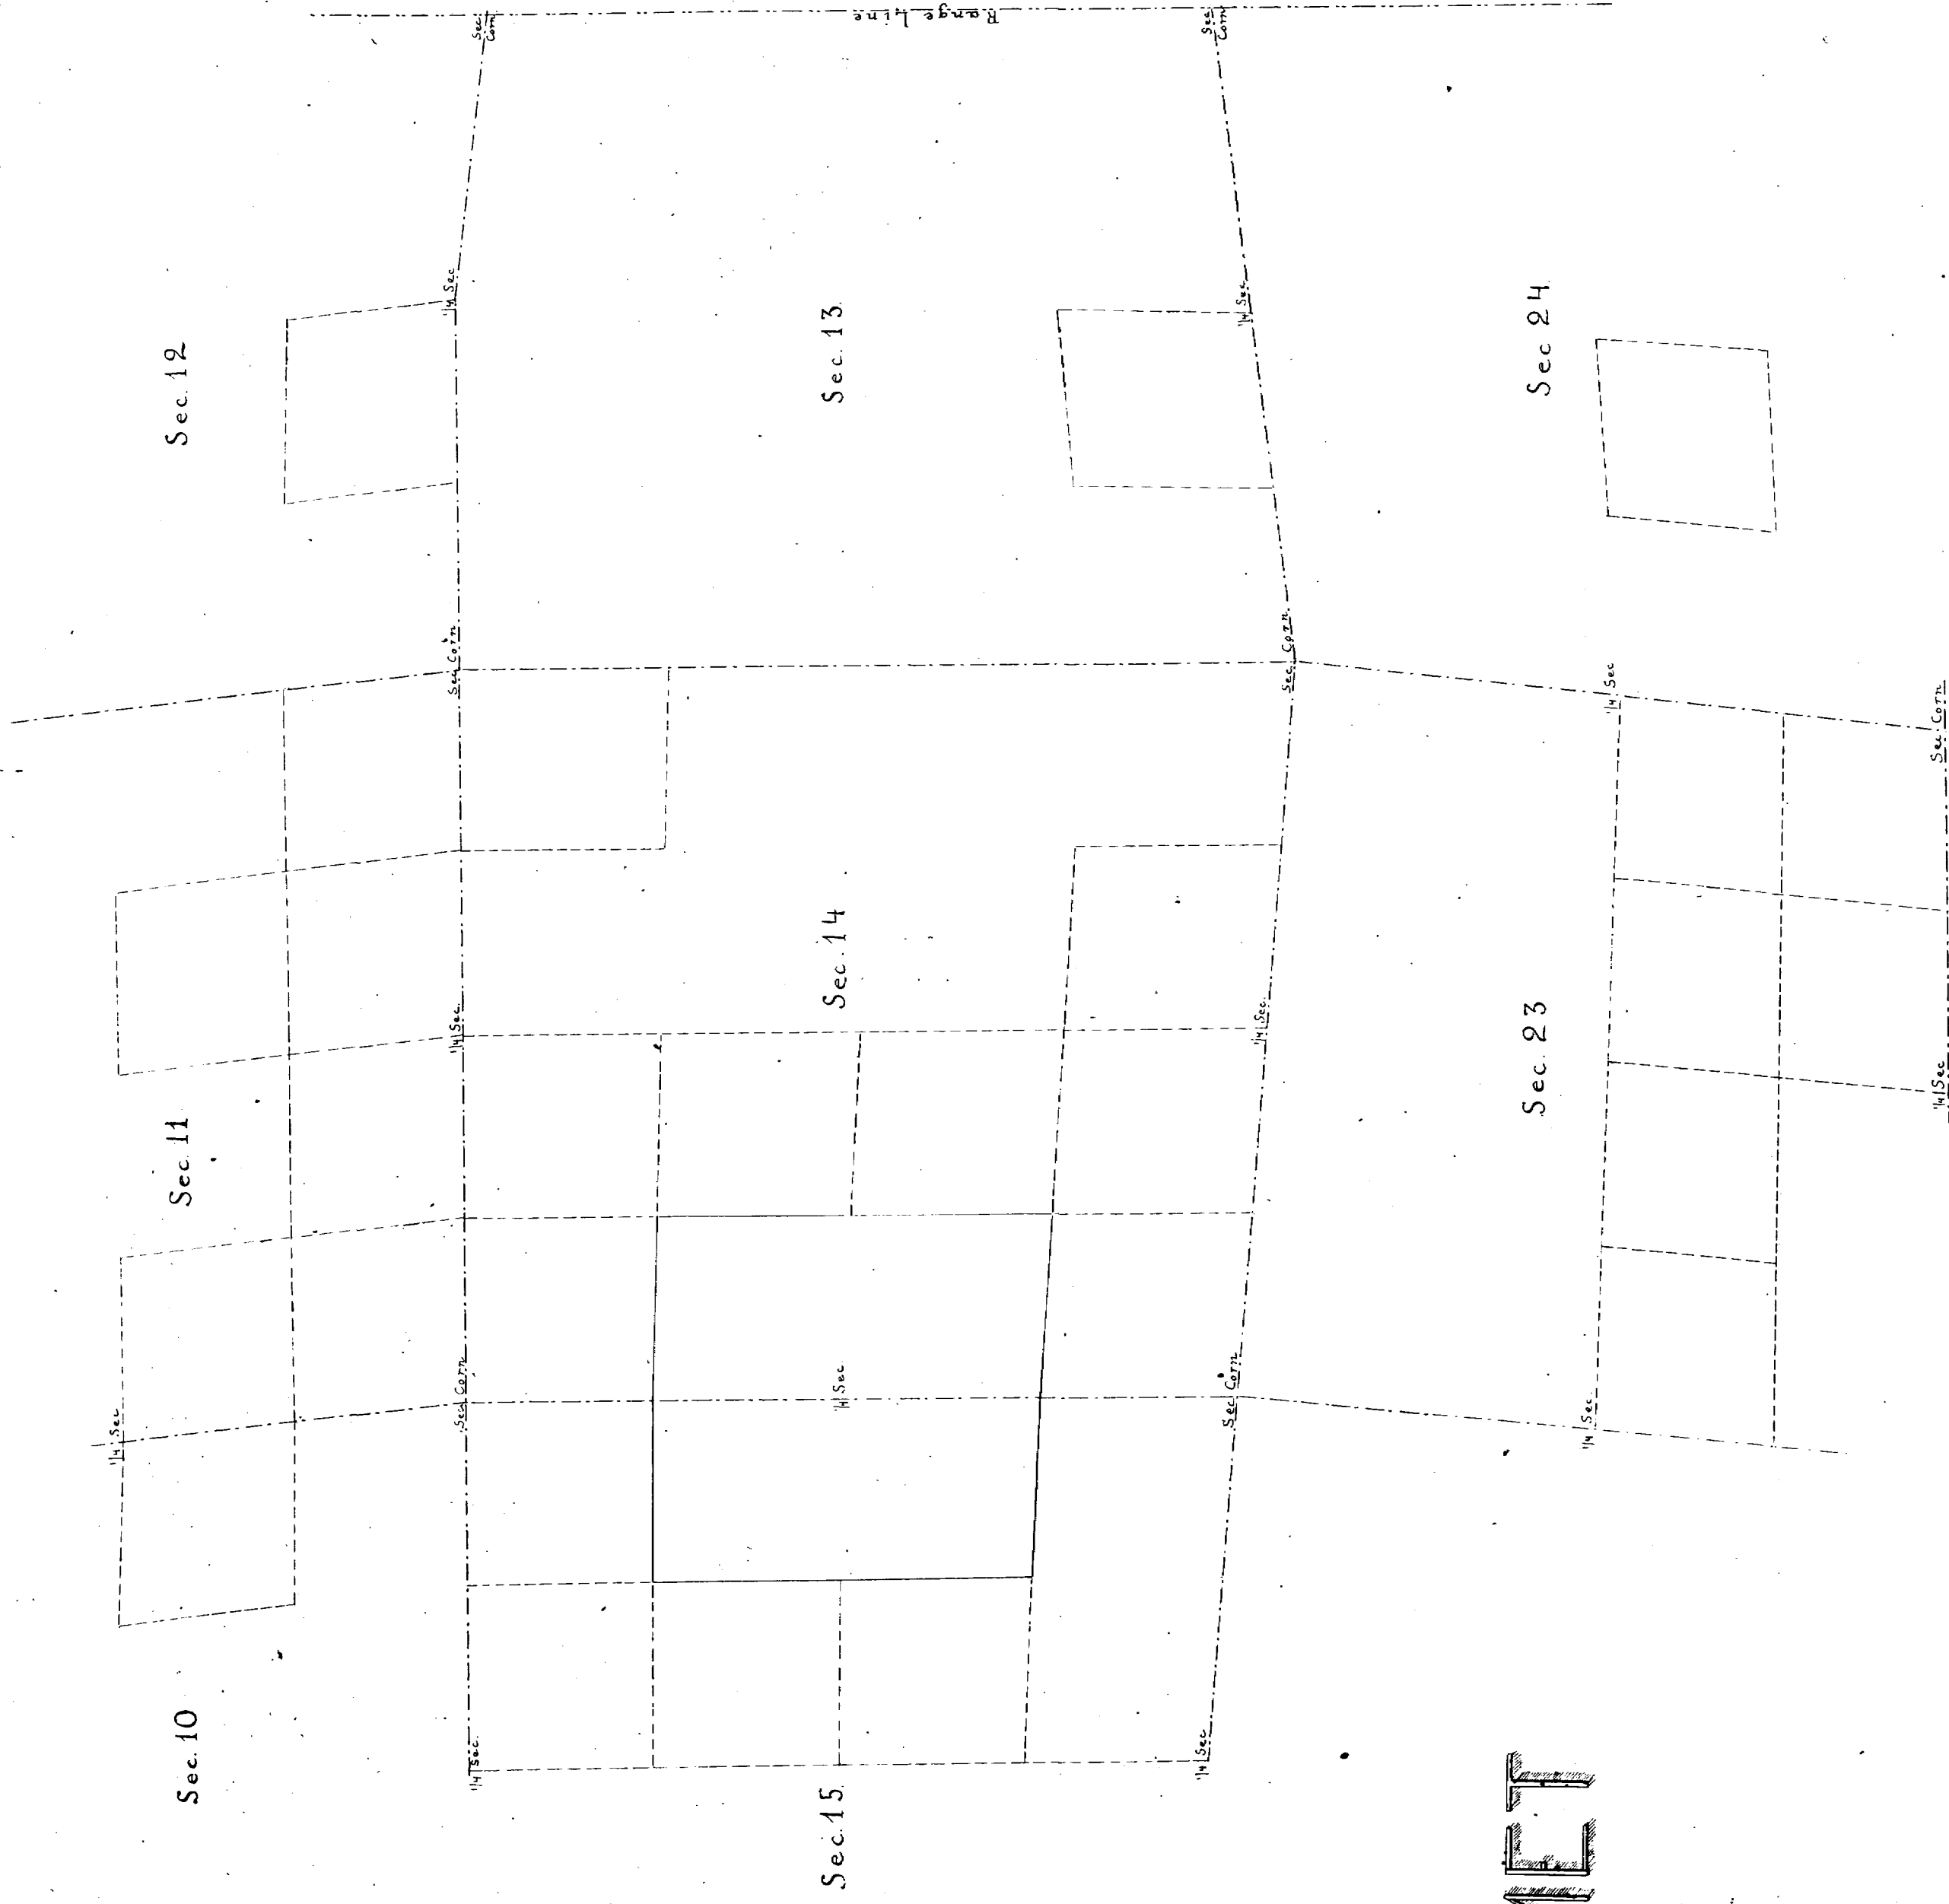 Range Line
Sec
Corn
Sec
Corn
Sec. 12
1/4 Sec
Sec. 13
1/4 Sec.
Sec 24
Sec Corn.
Sec. Corn.
1/4 Sec
Sec. Corn
Sec. 11
1/4 Sec.
Sec. 14
1/4 Sec.
Sec. 23
1/4 Sec
1/4 Sec
Sec. Corn
1/4 Sec
Sec. Corn.
1/4 Sec.
Sec. 10
1/4 Sec.
Sec. 15
1/4 Sec